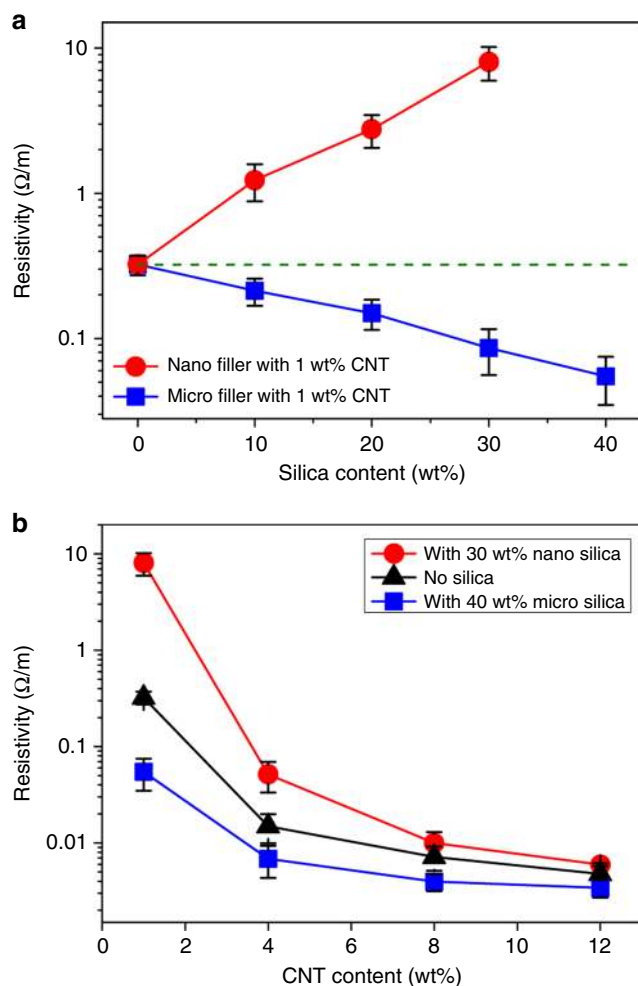 a
10
1
0.1
Resistivity (Ω/m)
Nano filler with 1 wt% CNT
Micro filler with 1 wt% CNT
0 10 20 30 40
Silica content (wt%)
b
10
1
0.1
0.01
Resistivity (Ω/m)
With 30 wt% nano silica
No silica
With 40 wt% micro silica
0 2 4 6 8 10 12
CNT content (wt%)